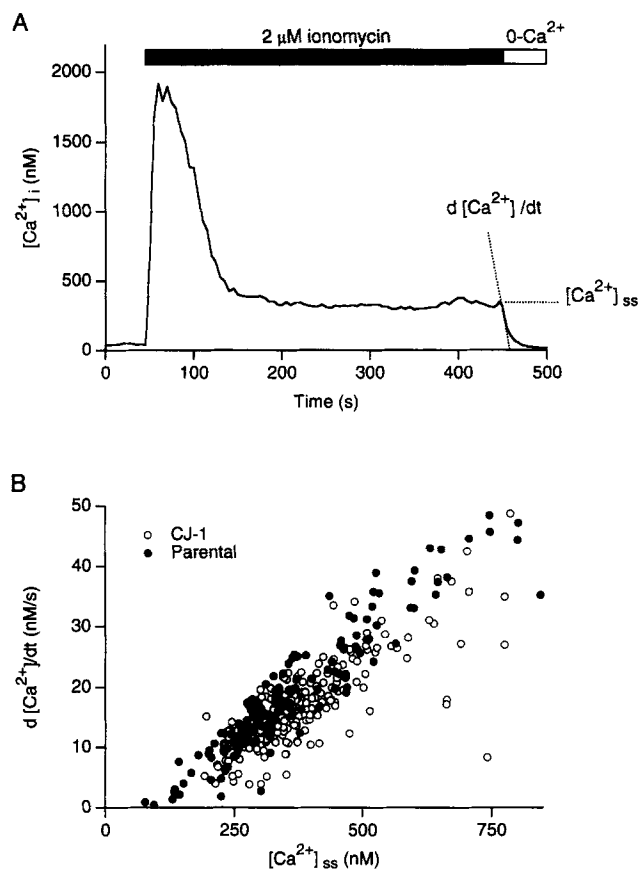 A
2 μM ionomycin 0-Ca²⁺
2000
1500
1000
500
0
[Ca²⁺]ᵢ (nM)
d [Ca²⁺] /dt
[Ca²⁺]ss
0 100 200 300 400 500
Time (s)
B
50
40
30
20
10
0
d [Ca²⁺]/dt (nM/s)
CJ-1
Parental
0 250 500 750
[Ca²⁺]ss (nM)